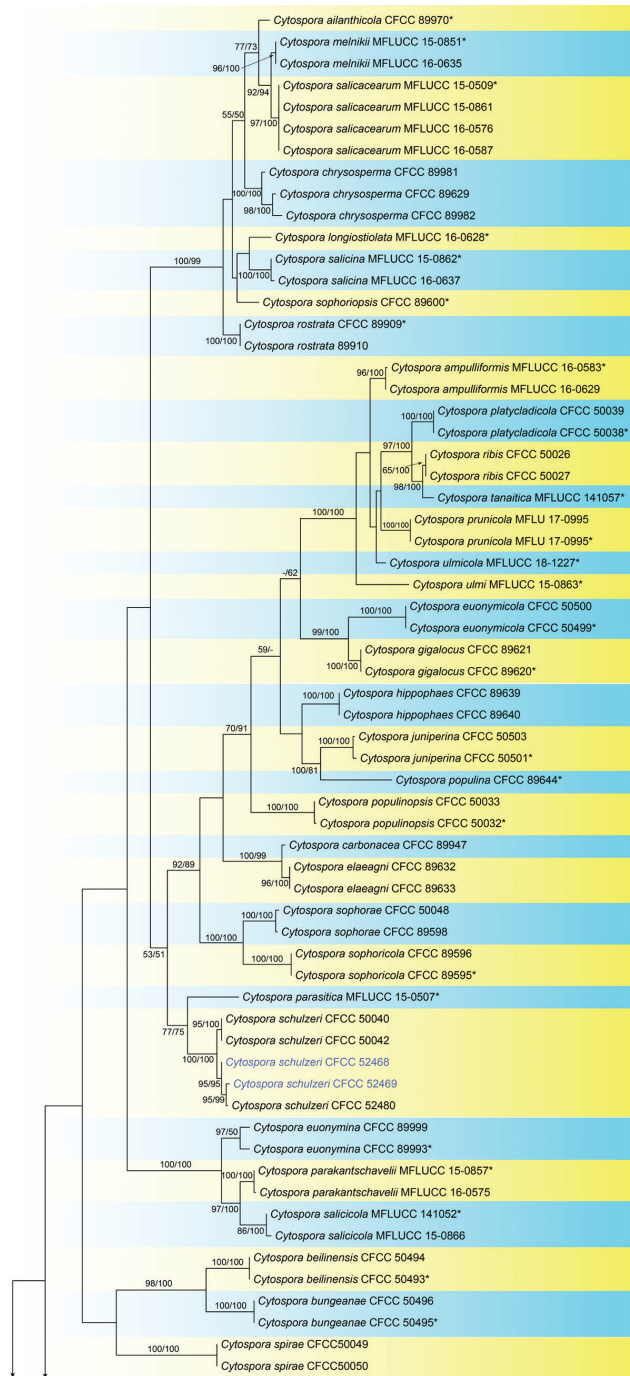 Cytospora ailanthicola CFCC 89970*
77/73
Cytospora melnikii MFLUCC 15-0851*
96/100
Cytospora melnikii MFLUCC 16-0635
92/94
Cytospora salicacearum MFLUCC 15-0509*
Cytospora salicacearum MFLUCC 15-0861
55/50
97/100
Cytospora salicacearum MFLUCC 16-0576
Cytospora salicacearum MFLUCC 16-0587
Cytospora chrysosperma CFCC 89981
100/100
Cytospora chrysosperma CFCC 89629
98/100
Cytospora chrysosperma CFCC 89982
Cytospora longiostiolata MFLUCC 16-0628*
100/99
Cytospora salicina MFLUCC 15-0862*
100/100
Cytospora salicina MFLUCC 16-0637
Cytospora sophoriopsis CFCC 89600*
Cytosproa rostrata CFCC 89909*
100/100
Cytospora rostrata 89910
Cytospora ampulliformis MFLUCC 16-0583*
96/100
Cytospora ampulliformis MFLUCC 16-0629
Cytospora platycladicola CFCC 50039
100/100
Cytospora platycladicola CFCC 50038*
97/100
Cytospora ribis CFCC 50026
65/100
Cytospora ribis CFCC 50027
98/100
Cytospora tanaitica MFLUCC 141057*
100/100
Cytospora prunicola MFLU 17-0995
100/100
Cytospora prunicola MFLU 17-0995*
Cytospora ulmicola MFLUCC 18-1227*
-/62
Cytospora ulmi MFLUCC 15-0863*
Cytospora euonymicola CFCC 50500
100/100
Cytospora euonymicola CFCC 50499*
99/100
Cytospora gigalocus CFCC 89621
59/-
100/100
Cytospora gigalocus CFCC 89620*
Cytospora hippophaes CFCC 89639
100/100
Cytospora hippophaes CFCC 89640
70/91
Cytospora juniperina CFCC 50503
100/100
Cytospora juniperina CFCC 50501*
100/81
Cytospora populina CFCC 89644*
Cytospora populinopsis CFCC 50033
100/100
Cytospora populinopsis CFCC 50032*
Cytospora carbonacea CFCC 89947
100/99
92/89
Cytospora elaeagni CFCC 89632
96/100
Cytospora elaeagni CFCC 89633
Cytospora sophorae CFCC 50048
100/100
Cytospora sophorae CFCC 89598
100/100
Cytospora sophoricola CFCC 89596
53/51
100/100
Cytospora sophoricola CFCC 89595*
Cytospora parasitica MFLUCC 15-0507*
77/75
95/100
Cytospora schulzeri CFCC 50040
Cytospora schulzeri CFCC 50042
100/100
Cytospora schulzeri CFCC 52468
95/95
Cytospora schulzeri CFCC 52469
95/99
Cytospora schulzeri CFCC 52480
Cytospora euonymina CFCC 89999
97/50
Cytospora euonymina CFCC 89993*
100/100
100/100
Cytospora parakantschavelii MFLUCC 15-0857*
Cytospora parakantschavelii MFLUCC 16-0575
97/100
Cytospora salicicola MFLUCC 141052*
86/100
Cytospora salicicola MFLUCC 15-0866
Cytospora beilinensis CFCC 50494
100/100
Cytospora beilinensis CFCC 50493*
98/100
Cytospora bungeanae CFCC 50496
100/100
Cytospora bungeanae CFCC 50495*
Cytospora spirae CFCC50049
100/100
Cytospora spirae CFCC50050